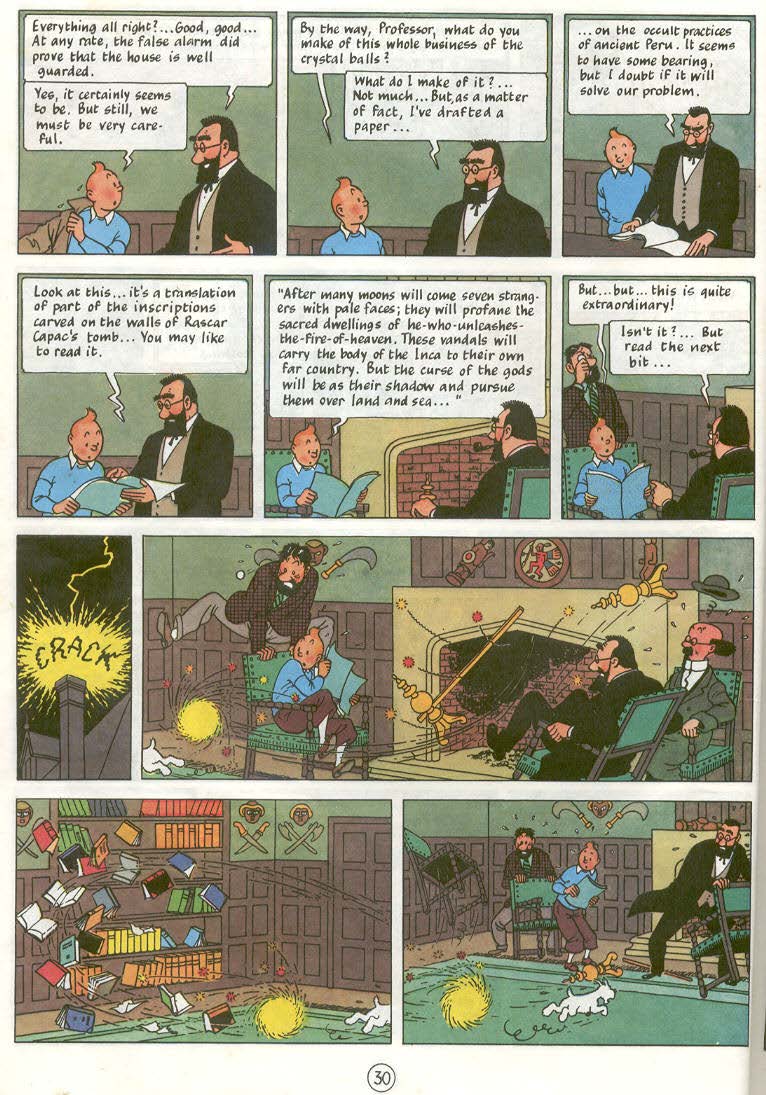 Everything all right?...Good, good...
At any rate, the false alarm did
prove that the house is well
guarded.
Yes, it certainly seems
to be. But still, we
must be very care-
ful.
By the way, Professor, what do you
make of this whole business of the
crystal balls?
What do I make of it?...
Not much... But, as a matter
of fact, I've drafted a
paper...
...on the occult practices
of ancient Peru. It seems
to have some bearing,
but I doubt if it will
solve our problem.
Look at this... it's a translation
of part of the inscriptions
carved on the walls of Rascar
Capac's tomb... You may like
to read it.
"After many moons will come seven strang-
ers with pale faces; they will profane the
sacred dwellings of he-who-unleashes-
the-fire-of-heaven. These vandals will
carry the body of the Inca to their own
far country. But the curse of the gods
will be as their shadow and pursue
them over land and sea... "
But...but... this is quite
extraordinary!
Isn't it?... But
read the next
bit...
CRACK
30